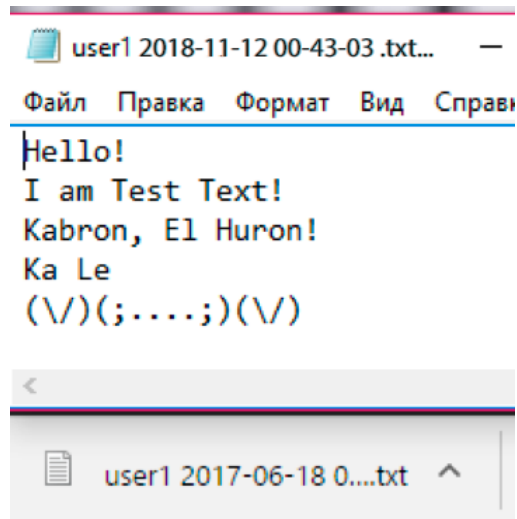 user1 2018-11-12 00-43-03 .txt...
Файл Правка Формат Вид Справк
Hello!
I am Test Text!
Kabron, El Huron!
Ka Le
(\/)(;....;)(\/)
user1 2017-06-18 0....txt